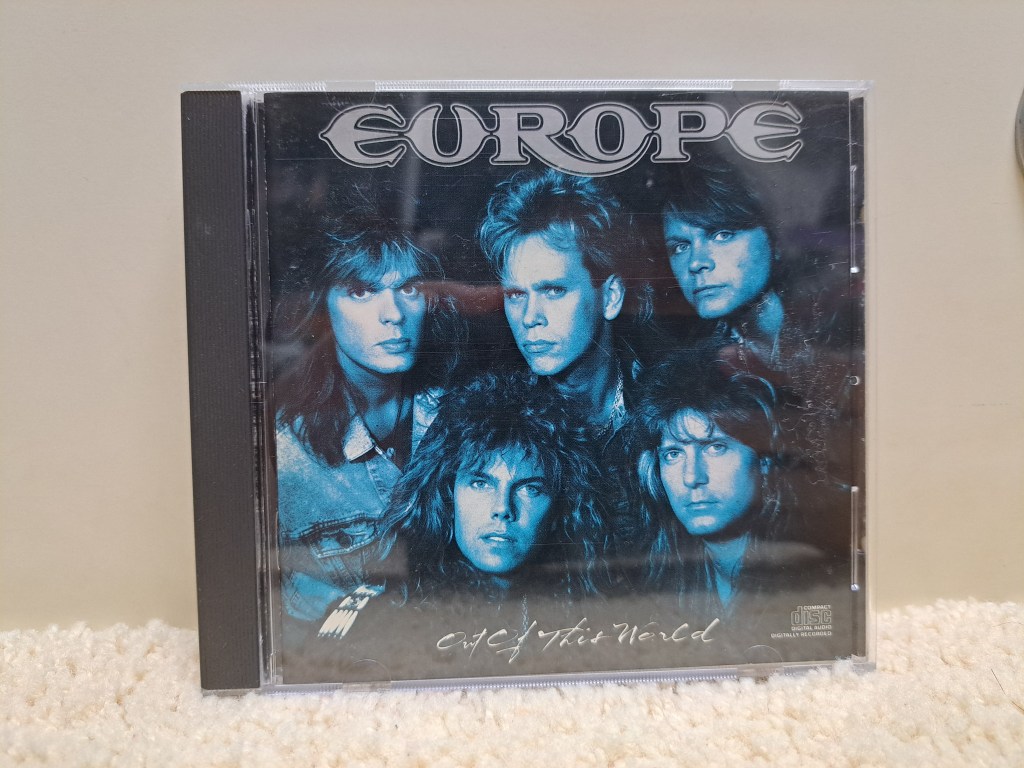 EUROPE
Out Of This World
COMPACT
disc
DIGITAL AUDIO
DIGITALLY RECORDED